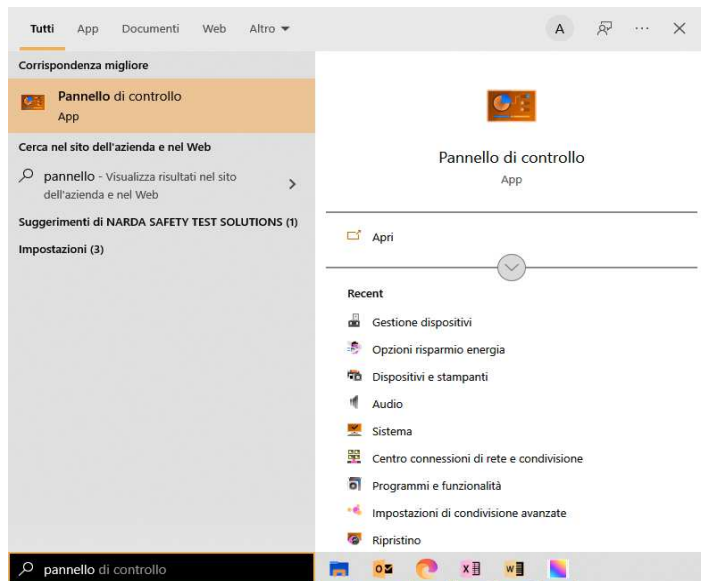 Tutti App Documenti Web Altro
A
Corrispondenza migliore
Pannello di controllo
App
Cerca nel sito dell'azienda e nel Web
pannello - Visualizza risultati nel sito
dell'azienda e nel Web
Suggerimenti di NARDA SAFETY TEST SOLUTIONS (1)
Impostazioni (3)
Pannello di controllo
App
Apri
Recent
Gestione dispositivi
Opzioni risparmio energia
Dispositivi e stampanti
Audio
Sistema
Centro connessioni di rete e condivisione
Programmi e funzionalità
Impostazioni di condivisione avanzate
Ripristino
pannello di controllo